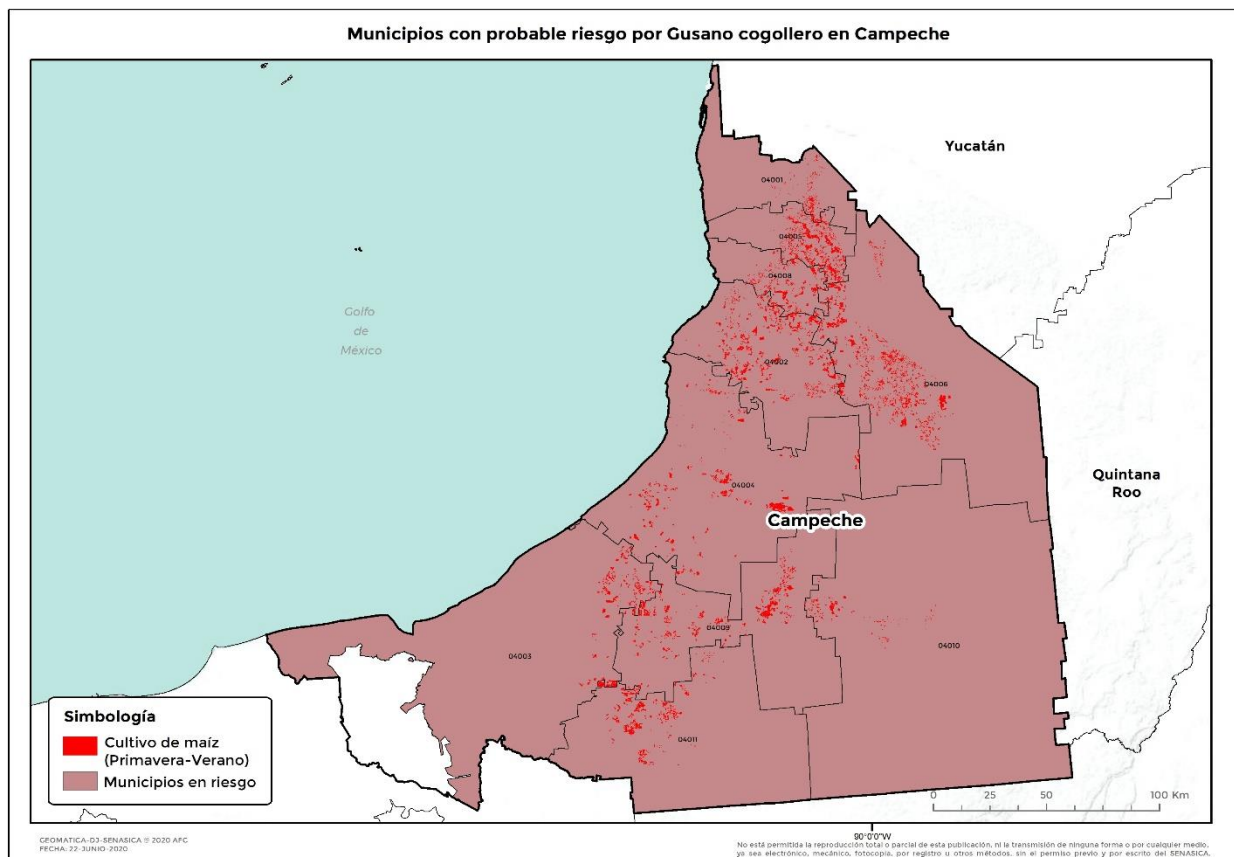 Municipios con probable riesgo por Gusano cogollero en Campeche
Yucatán
04001
04005
04008
Golfo
de
México
04002
04006
Quintana
Roo
04004
Campeche
04009
04003
04010
04011
Simbología
Cultivo de maíz
(Primavera-Verano)
Municipios en riesgo
0 25 50 100 Km
90°0'0"W
GEOMATICA-DJ-SENASICA © 2020 AFC
FECHA: 22-JUNIO-2020
No está permitida la reproducción total o parcial de esta publicación, ni la transmisión de ninguna forma o por cualquier medio,
ya sea electrónico, mecánico, fotocopia, por registro u otros métodos, sin el permiso previo y por escrito del SENASICA.